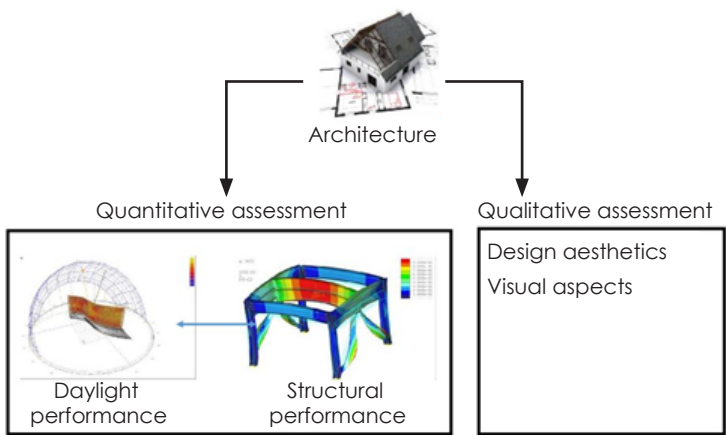 Architecture
Quantitative assessment
Qualitative assessment
Design aesthetics
Visual aspects
Daylight
performance
Structural
performance